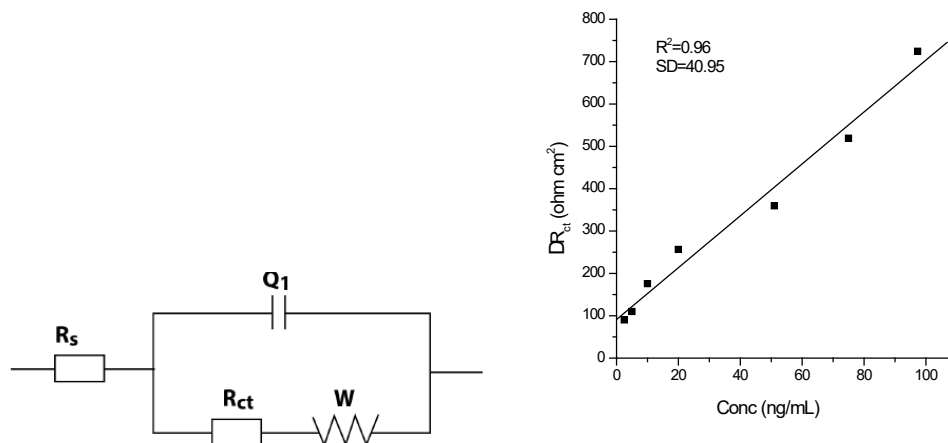 Q1
Rs
Rct
W
R2=0.96
SD=40.95
800
700
600
500
400
300
200
100
0
DRct (ohm cm2)
0 20 40 60 80 100
Conc (ng/mL)